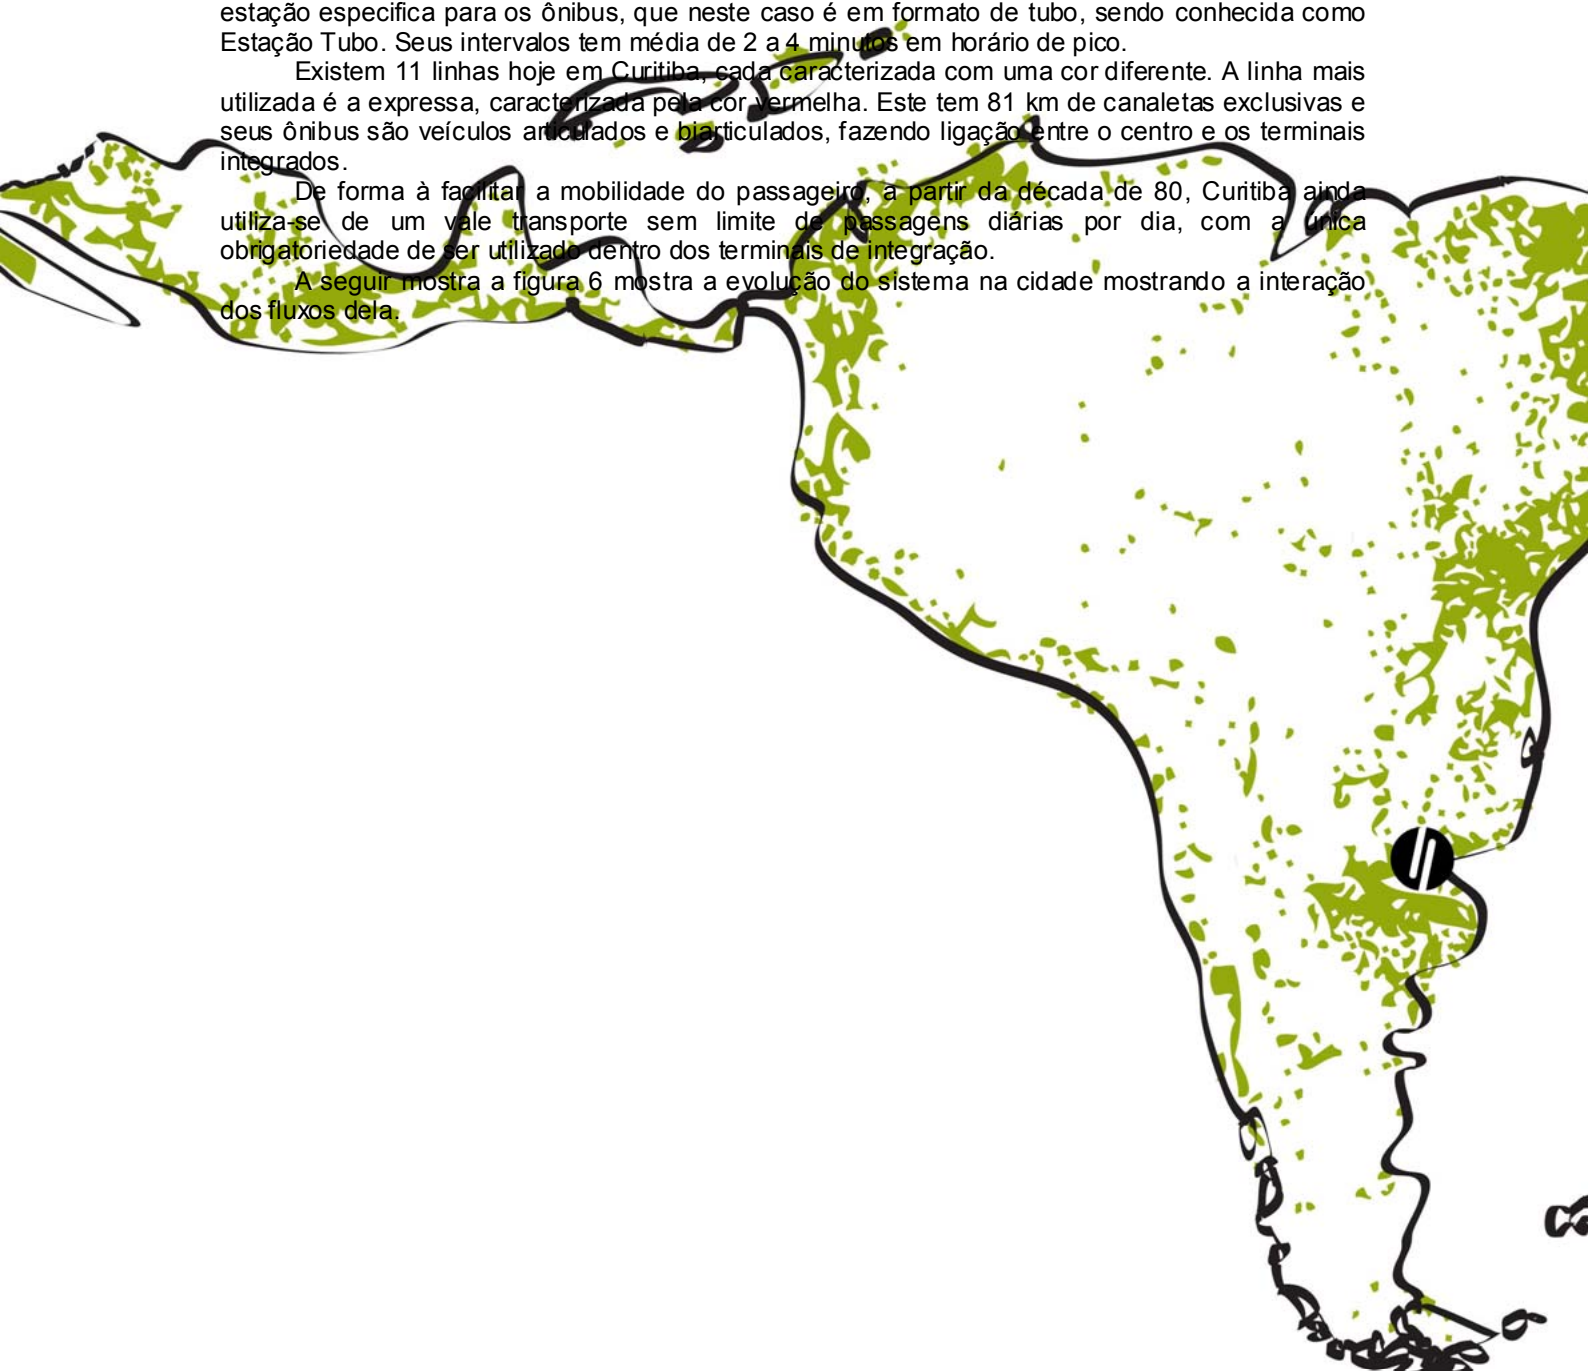 estação especifica para os ônibus, que neste caso é em formato de tubo, sendo conhecida como
Estação Tubo. Seus intervalos tem média de 2 a 4 minutos em horário de pico.
Existem 11 linhas hoje em Curitiba, cada caracterizada com uma cor diferente. A linha mais
utilizada é a expressa, caracterizada pela cor vermelha. Este tem 81 km de canaletas exclusivas e
seus ônibus são veículos articulados e biarticulados, fazendo ligação entre o centro e os terminais
integrados.
De forma à facilitar a mobilidade do passageiro, a partir da década de 80, Curitiba ainda
utiliza-se de um vale transporte sem limite de passagens diárias por dia, com a única
obrigatoriedade de ser utilizado dentro dos terminais de integração.
A seguir mostra a figura 6 mostra a evolução do sistema na cidade mostrando a interação
dos fluxos dela.